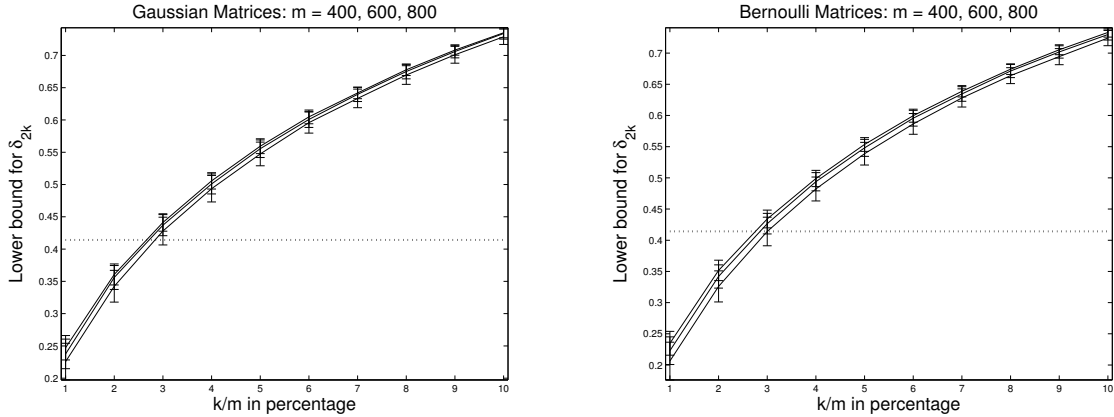 Gaussian Matrices: m = 400, 600, 800
Lower bound for δ2k
0.7
0.65
0.6
0.55
0.5
0.45
0.4
0.35
0.3
0.25
0.2
1 2 3 4 5 6 7 8 9 10
k/m in percentage
Bernoulli Matrices: m = 400, 600, 800
Lower bound for δ2k
0.7
0.65
0.6
0.55
0.5
0.45
0.4
0.35
0.3
0.25
0.2
1 2 3 4 5 6 7 8 9 10
k/m in percentage